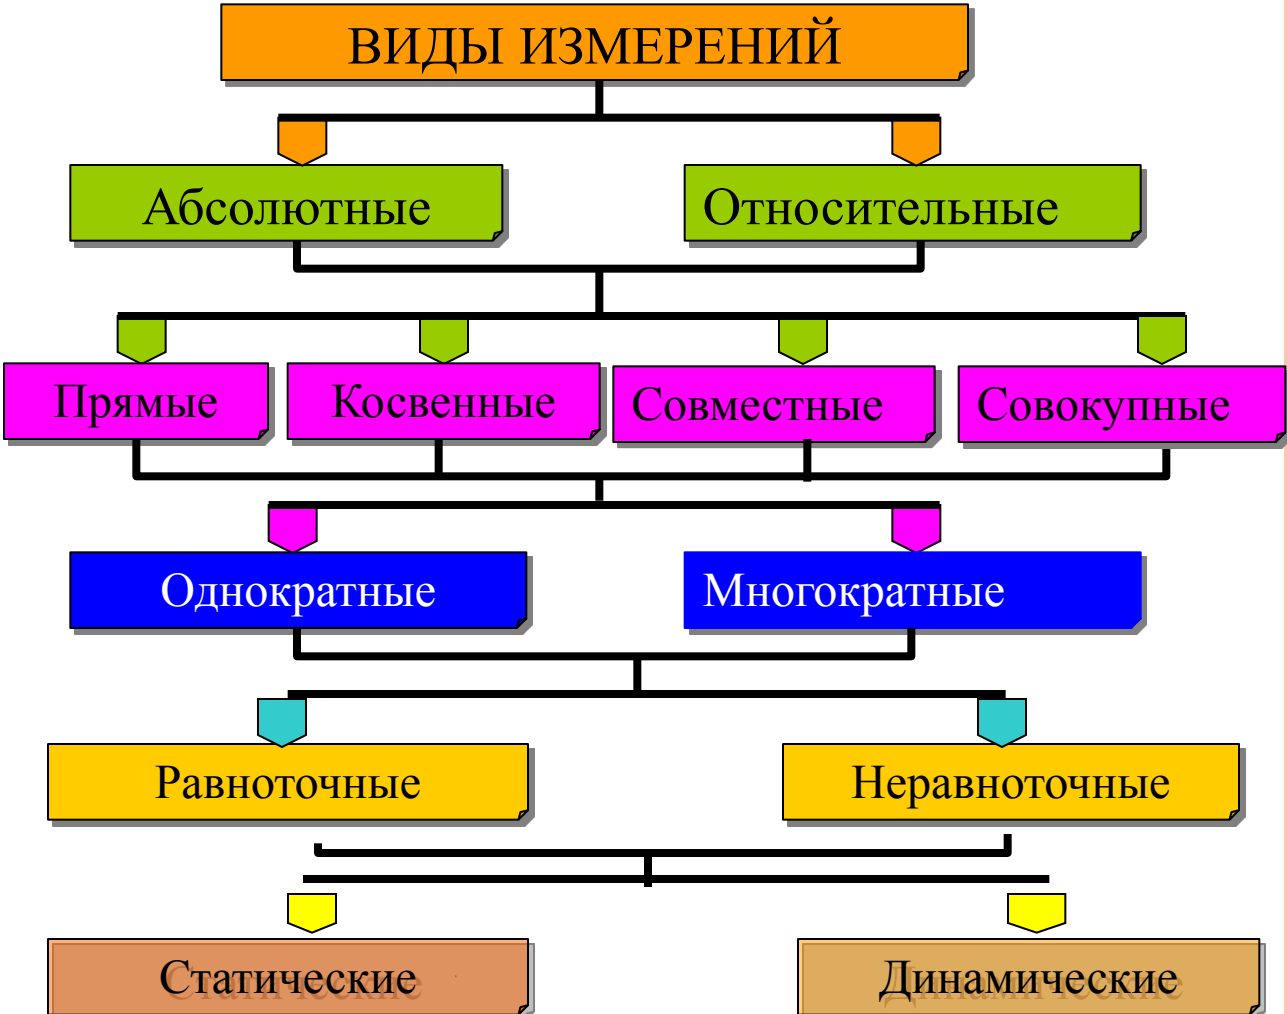 ВИДЫ ИЗМЕРЕНИЙ
Абсолютные
Относительные
Прямые
Косвенные
Совместные
Совокупные
Однократные
Многократные
Равноточные
Неравноточные
Статические
Динамические